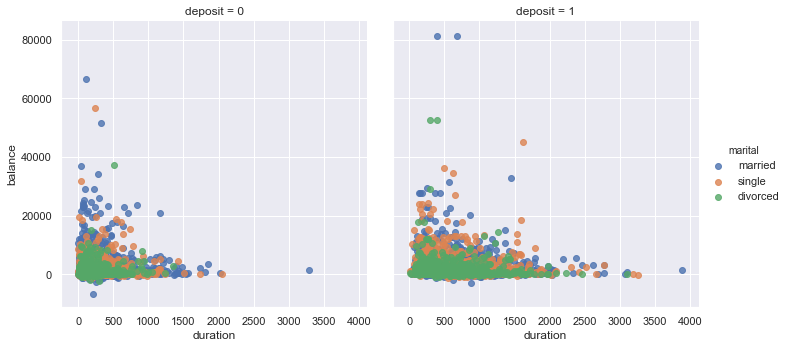 deposit = 0
deposit = 1
balance
80000
60000
40000
20000
0
0 500 1000 1500 2000 2500 3000 3500 4000
0 500 1000 1500 2000 2500 3000 3500 4000
duration
duration
marital
married
single
divorced